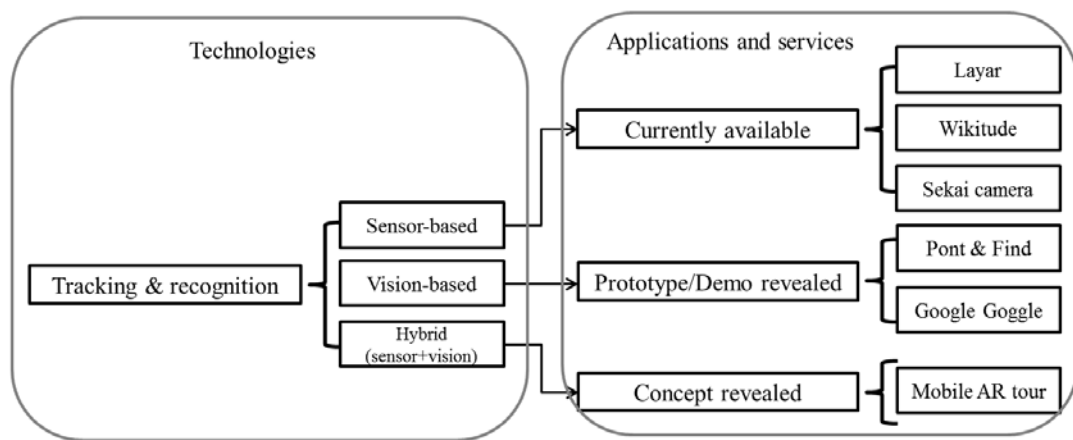 Technologies
Tracking & recognition
Sensor-based
Vision-based
Hybrid
(sensor+vision)
Applications and services
Currently available
Layar
Wikitude
Sekai camera
Prototype/Demo revealed
Pont & Find
Google Goggle
Concept revealed
Mobile AR tour